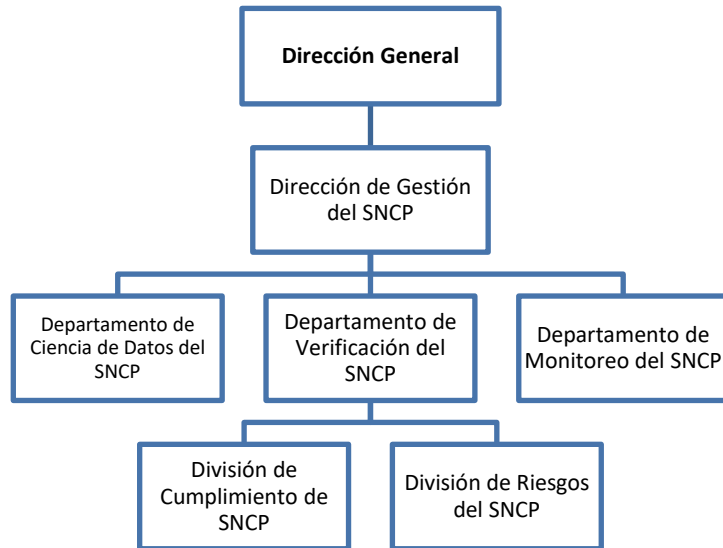 Dirección General
Dirección de Gestión
del SNCP
Departamento de
Ciencia de Datos del
SNCP
Departamento de
Verificación del
SNCP
Departamento de
Monitoreo del SNCP
División de
Cumplimiento de
SNCP
División de Riesgos
del SNCP